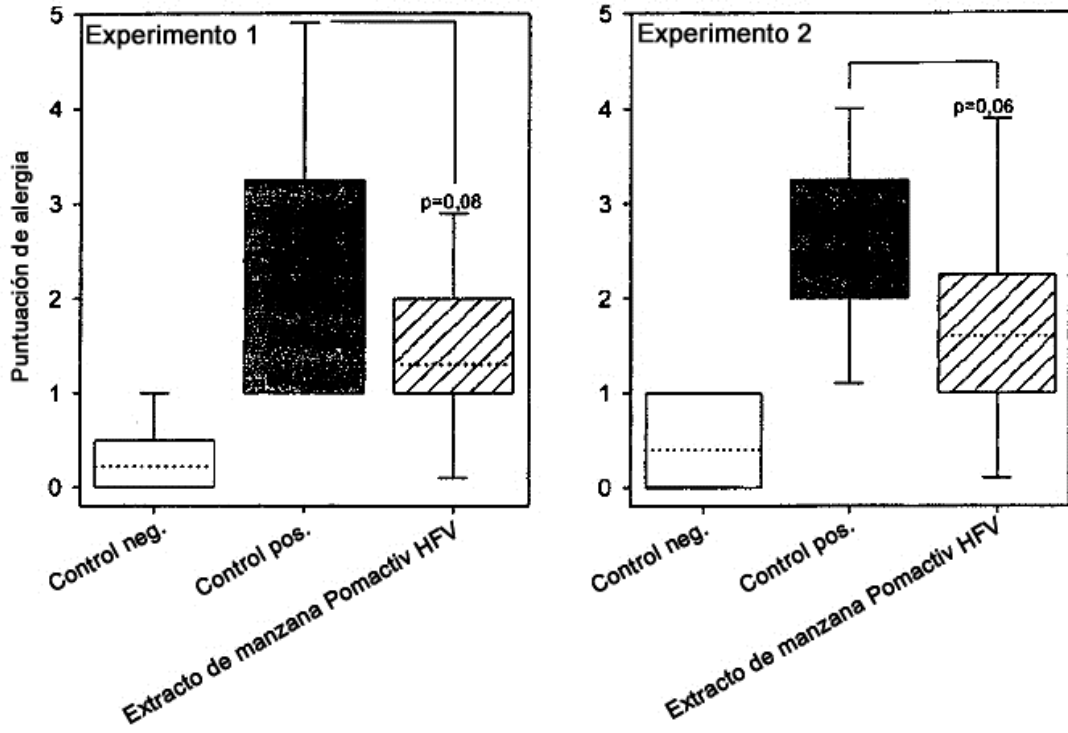 Experimento 1
Puntuación de alergia
5
4
3
2
1
0
p=0,08
Control neg.
Control pos.
Extracto de manzana Pomactiv HFV
Experimento 2
5
4
3
2
1
0
p=0,06
Control neg.
Control pos.
Extracto de manzana Pomactiv HFV